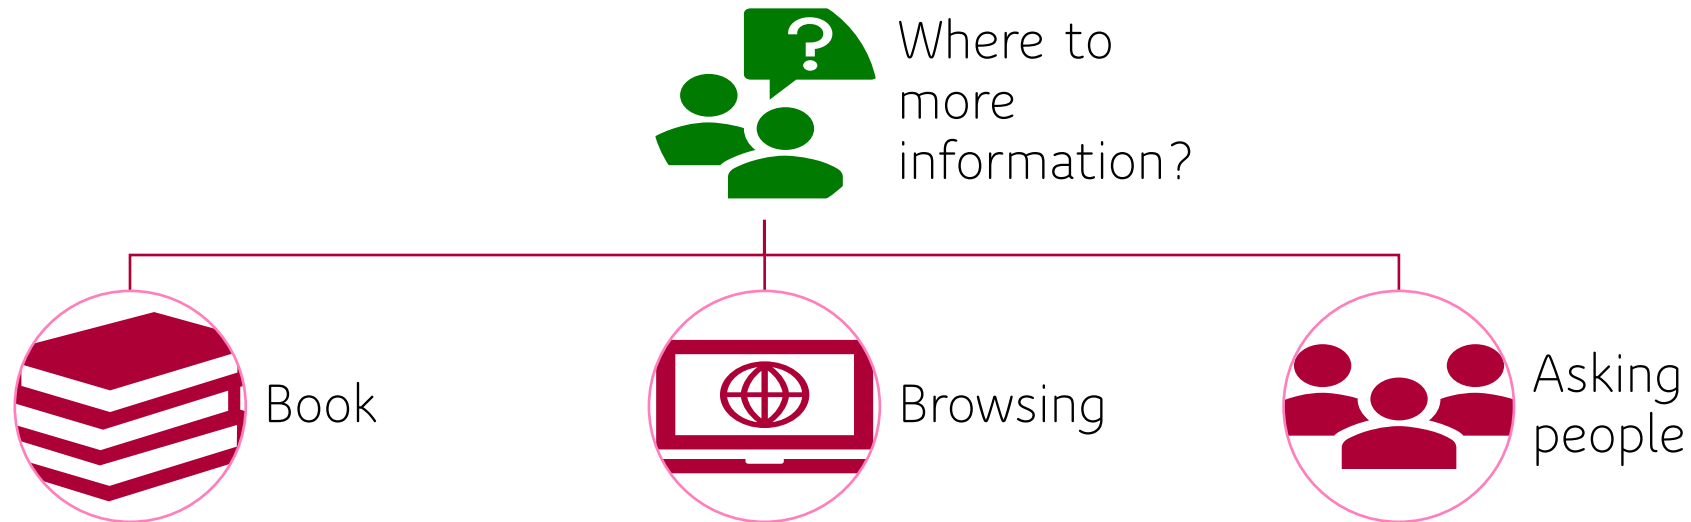 Where to
more
information?
Book
Browsing
Asking
people